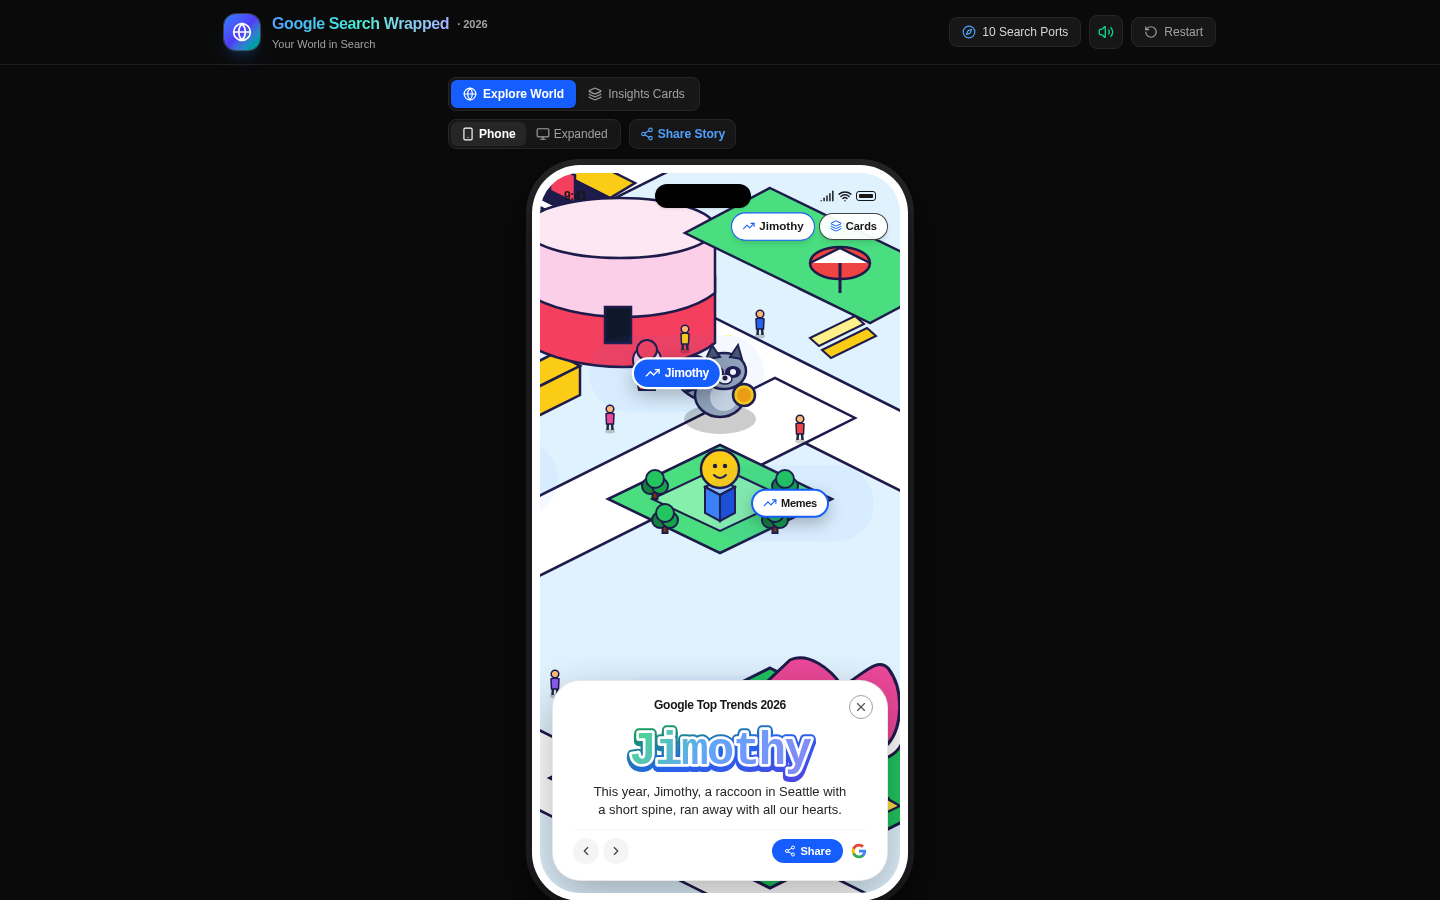 Google Search Wrapped · 2026
Your World in Search
10 Search Ports
Restart
Explore World
Insights Cards
Phone
Expanded
Share Story
9:41
Jimothy
Cards
Jimothy
Memes
Google Top Trends 2026
Jimothy
This year, Jimothy, a raccoon in Seattle with
a short spine, ran away with all our hearts.
Share